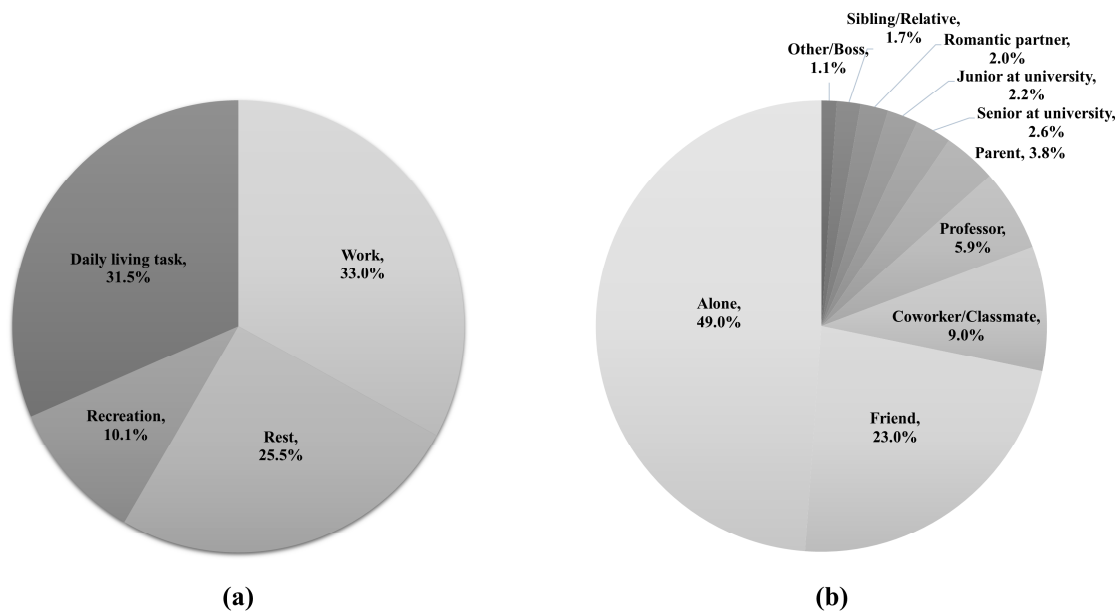 Daily living task,
31.5%
Work,
33.0%
Recreation,
10.1%
Rest,
25.5%
(a)
Sibling/Relative,
1.7%
Other/Boss,
1.1%
Romantic partner,
2.0%
Junior at university,
2.2%
Senior at university,
2.6%
Parent, 3.8%
Professor,
5.9%
Alone,
49.0%
Coworker/Classmate,
9.0%
Friend,
23.0%
(b)